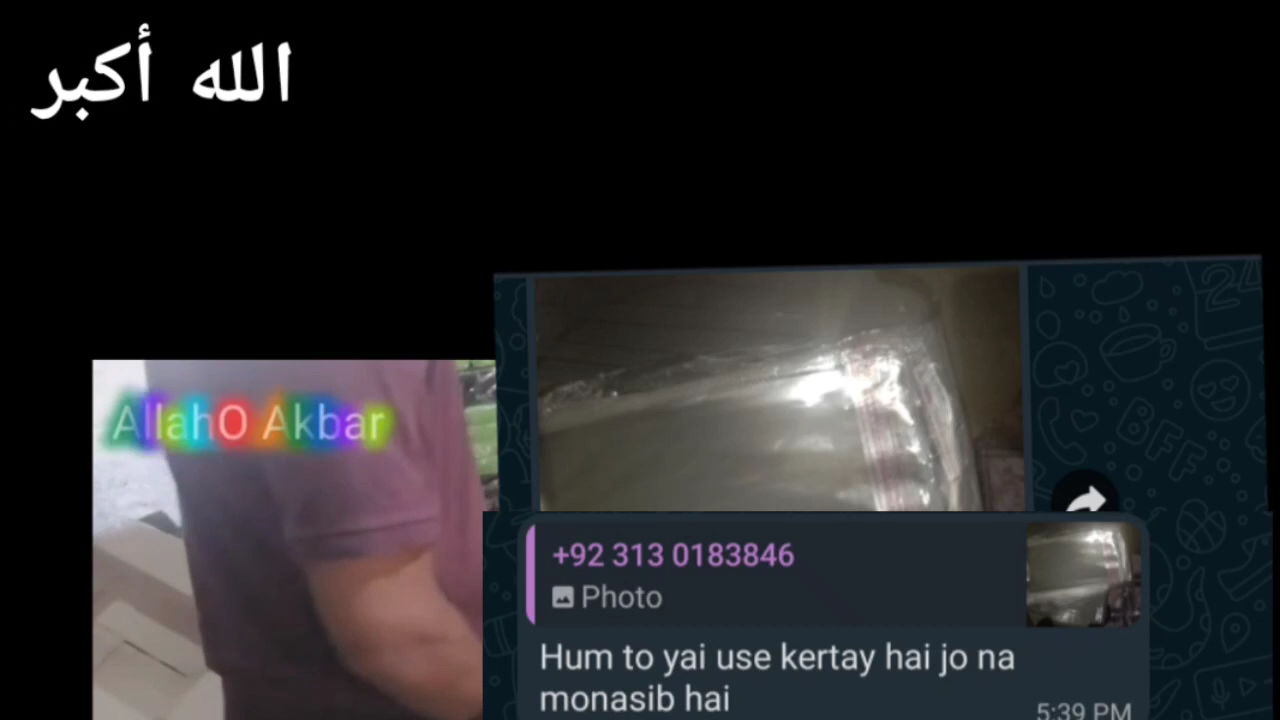 الله أكبر
AllahO Akbar
+92 313 0183846
Photo
Hum to yai use kertay hai jo na
monasib hai
5:39 PM